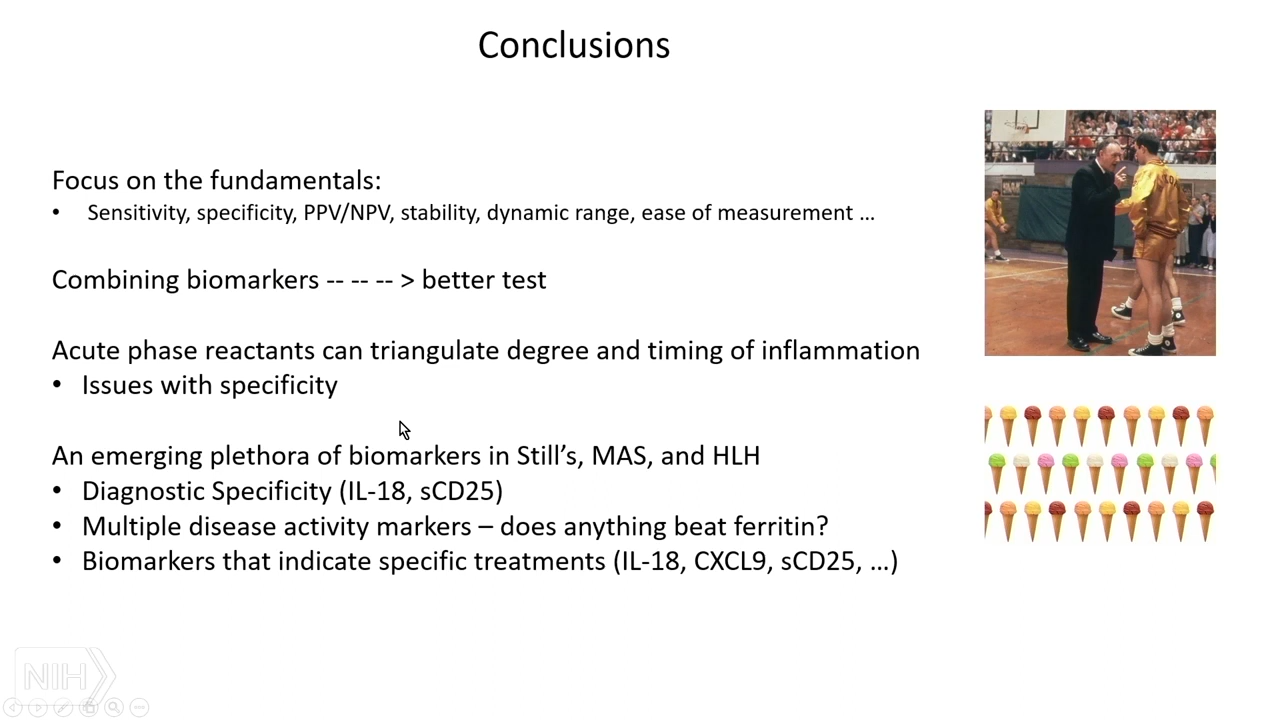 Conclusions
Focus on the fundamentals:
• Sensitivity, specificity, PPV/NPV, stability, dynamic range, ease of measurement …
Combining biomarkers -- -- -- > better test
Acute phase reactants can triangulate degree and timing of inflammation
• Issues with specificity
An emerging plethora of biomarkers in Still’s, MAS, and HLH
• Diagnostic Specificity (IL-18, sCD25)
• Multiple disease activity markers – does anything beat ferritin?
• Biomarkers that indicate specific treatments (IL-18, CXCL9, sCD25, …)
NIH